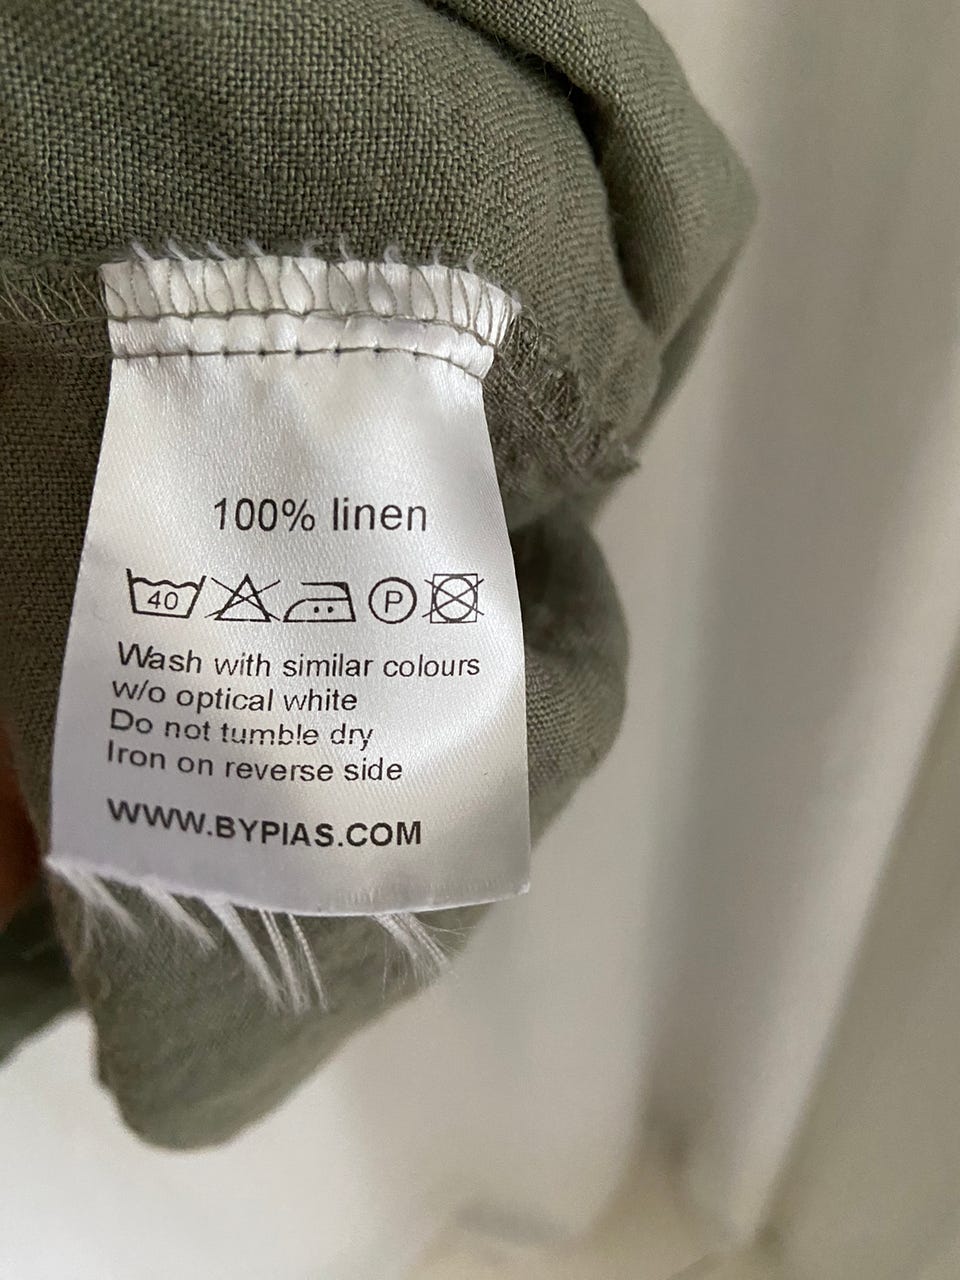 100% linen
40 P
Wash with similar colours
w/o optical white
Do not tumble dry
Iron on reverse side
WWW.BYPIAS.COM